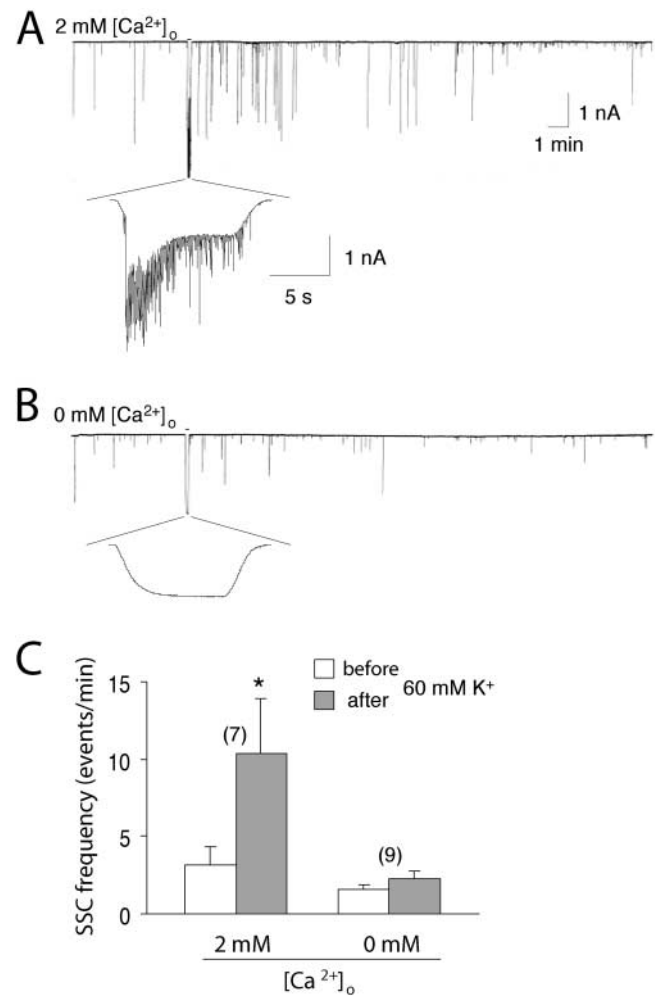 A
2 mM [Ca²⁺]ₒ
1 nA
1 min
1 nA
5 s
B
0 mM [Ca²⁺]ₒ
C
before
after
60 mM K⁺
SSC frequency (events/min)
15
10
5
0
*
(7)
(9)
2 mM
0 mM
[Ca ²⁺]ₒ